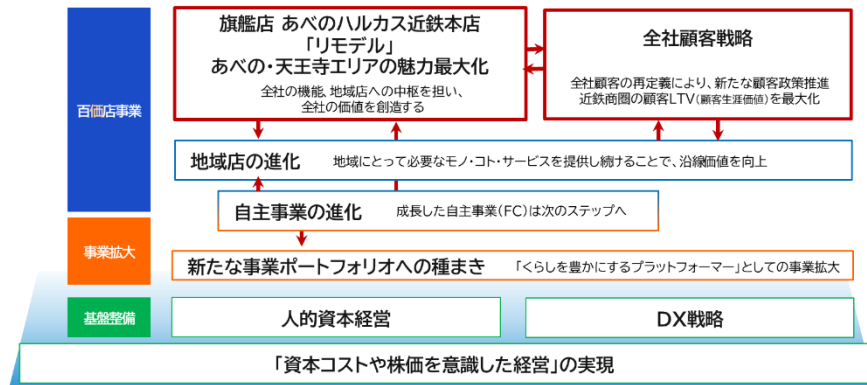 百価店事業
旗艦店 あべのハルカス近鉄本店
「リモデル」
あべの・天王寺エリアの魅力最大化
全社の機能、地域店への中枢を担い、
全社の価値を創造する
全社顧客戦略
全社顧客の再定義により、新たな顧客政策推進
近鉄商圏の顧客LTV(顧客生涯価値)を最大化
地域店の進化 地域にとって必要なモノ・コト・サービスを提供し続けることで、沿線価値を向上
自主事業の進化 成長した自主事業(FC)は次のステップへ
事業拡大
新たな事業ポートフォリオへの種まき 「くらしを豊かにするプラットフォーマー」としての事業拡大
基盤整備
人的資本経営
DX戦略
「資本コストや株価を意識した経営」の実現